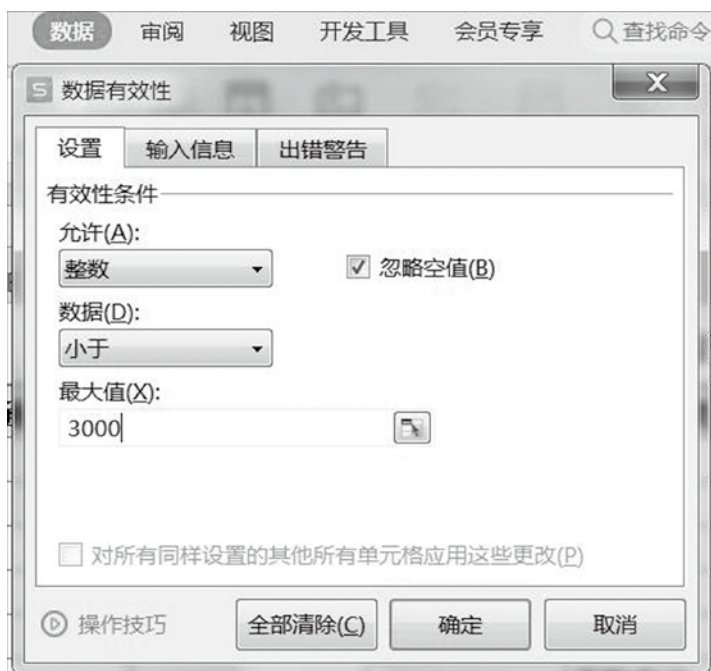 数据 审阅 视图 开发工具 会员专享 查找命令
S 数据有效性
设置 输入信息 出错警告
有效性条件
允许(A):
整数 忽略空值(B)
数据(D):
小于
最大值(X):
3000
对所有同样设置的其他所有单元格应用这些更改(P)
操作技巧 全部清除(C) 确定 取消